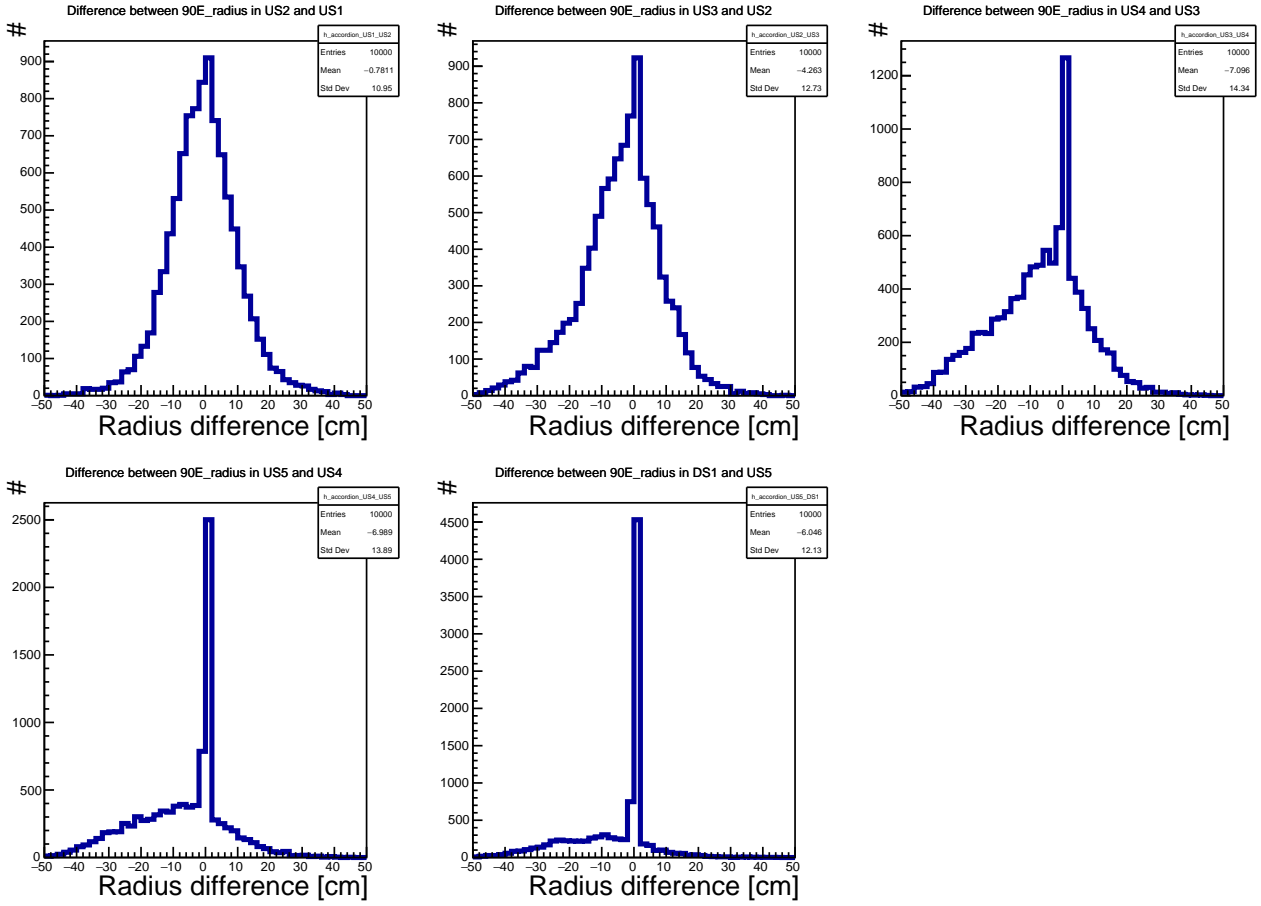 Difference between 90E_radius in US2 and US1
#
h_accordion_US1_US2
Entries 10000
Mean −0.7811
Std Dev 10.95
900
800
700
600
500
400
300
200
100
0
−50 −40 −30 −20 −10 0 10 20 30 40 50
Radius difference [cm]
Difference between 90E_radius in US3 and US2
#
h_accordion_US2_US3
Entries 10000
Mean −4.263
Std Dev 12.73
900
800
700
600
500
400
300
200
100
0
−50 −40 −30 −20 −10 0 10 20 30 40 50
Radius difference [cm]
Difference between 90E_radius in US4 and US3
#
h_accordion_US3_US4
Entries 10000
Mean −7.096
Std Dev 14.34
1200
1000
800
600
400
200
0
−50 −40 −30 −20 −10 0 10 20 30 40 50
Radius difference [cm]
Difference between 90E_radius in US5 and US4
#
h_accordion_US4_US5
Entries 10000
Mean −6.989
Std Dev 13.89
2500
2000
1500
1000
500
0
−50 −40 −30 −20 −10 0 10 20 30 40 50
Radius difference [cm]
Difference between 90E_radius in DS1 and US5
#
h_accordion_US5_DS1
Entries 10000
Mean −6.046
Std Dev 12.13
4500
4000
3500
3000
2500
2000
1500
1000
500
0
−50 −40 −30 −20 −10 0 10 20 30 40 50
Radius difference [cm]